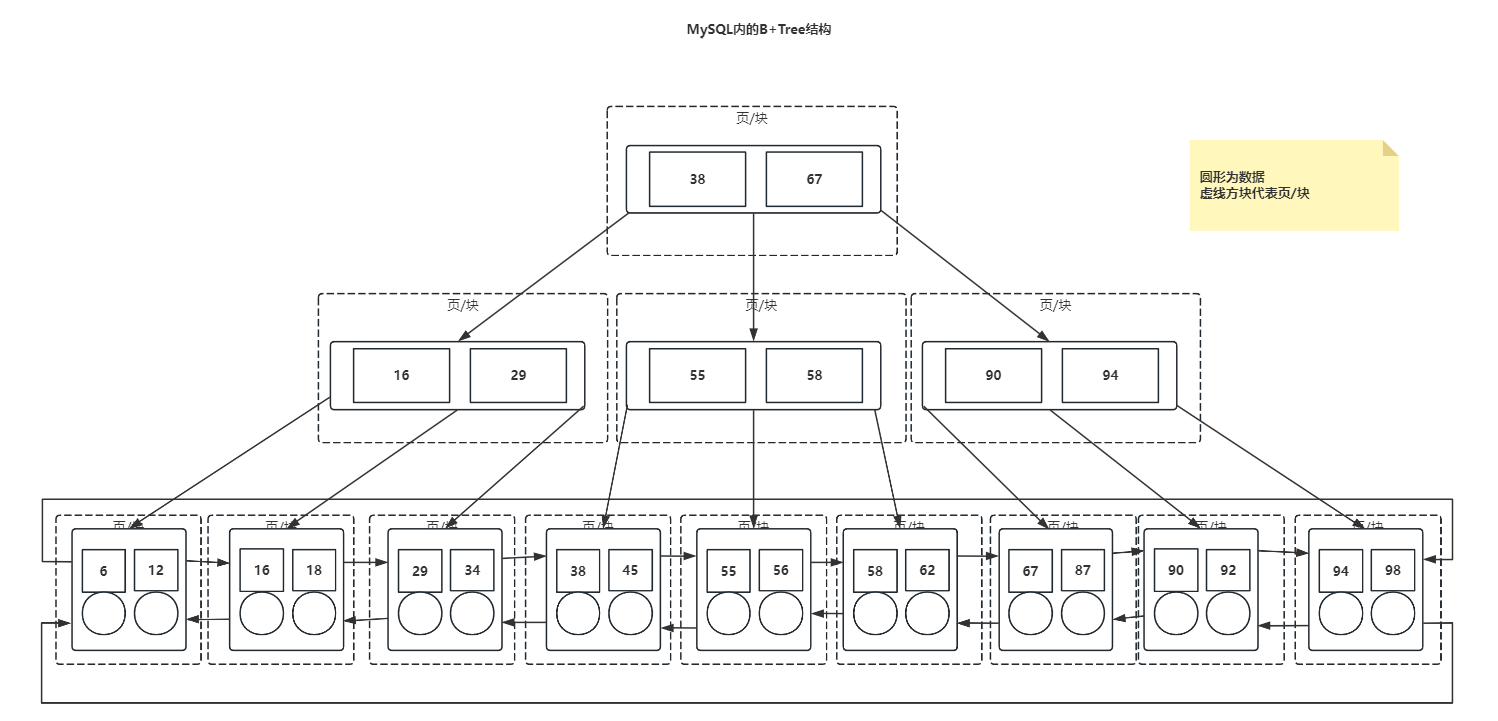 MySQL内的B+Tree结构
页/块
38 67
圆形为数据
虚线方块代表页/块
页/块 页/块 页/块
16 29 55 58 90 94
页/块 页/块 页/块 页/块 页/块 页/块 页/块 页/块 页/块
6 12 16 18 29 34 38 45 55 56 58 62 67 87 90 92 94 98